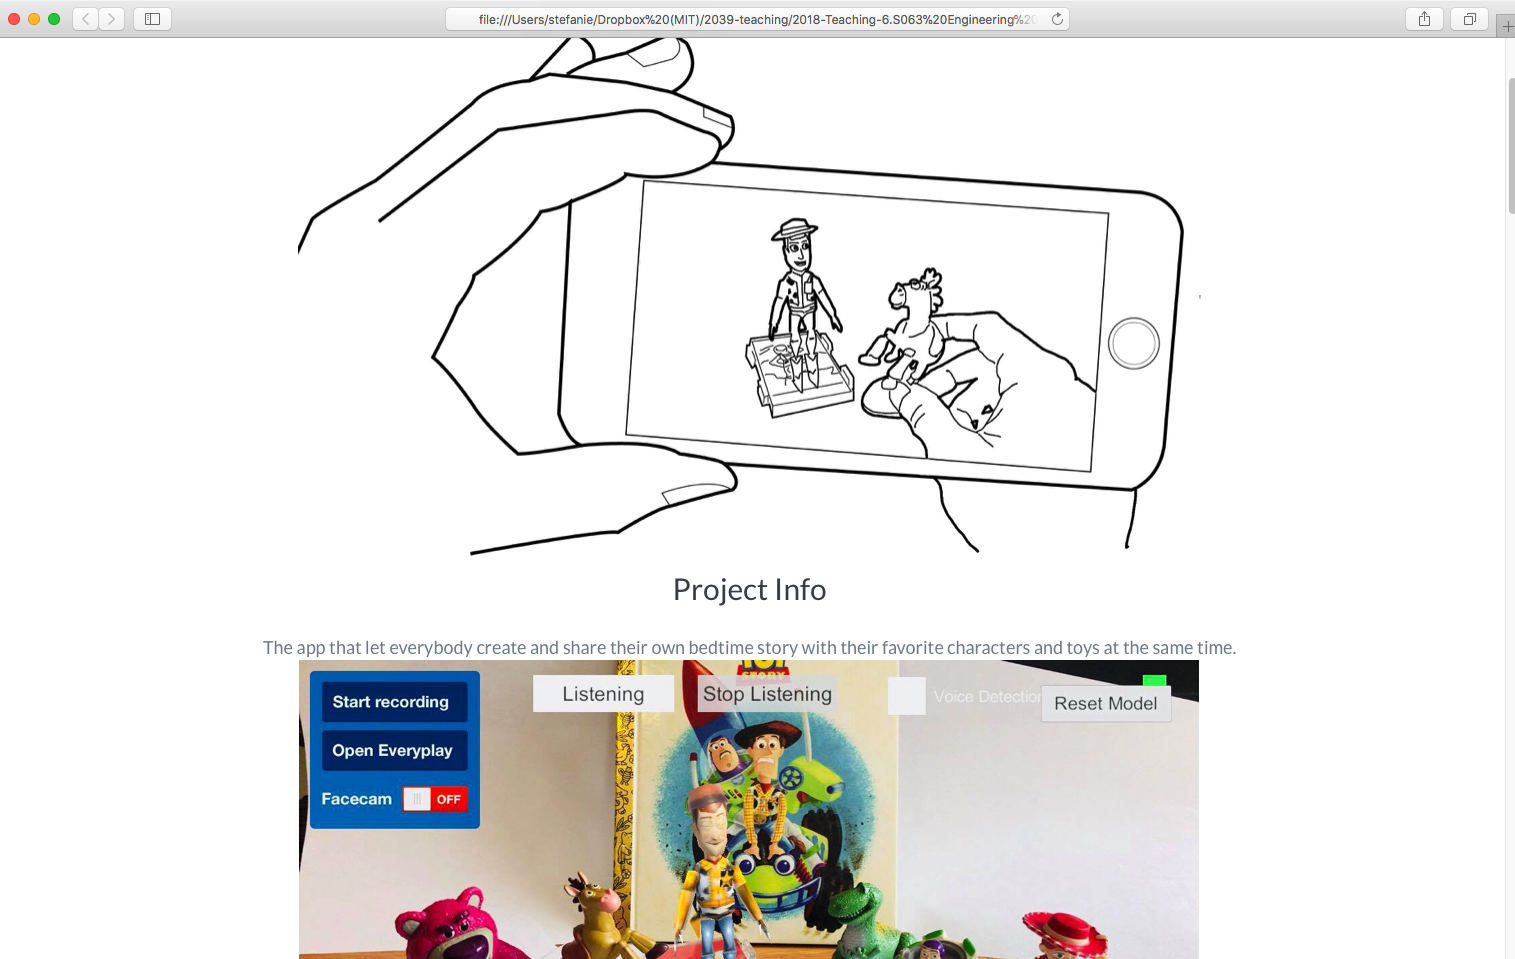 file:///Users/stefanie/Dropbox%20(MIT)/2039-teaching/2018-Teaching-6.S063%20Engineering%20
Project Info
The app that let everybody create and share their own bedtime story with their favorite characters and toys at the same time.
Start recording
Listening
Stop Listening
Voice Detection
Reset Model
STORY
Open Everyplay
Facecam
OFF